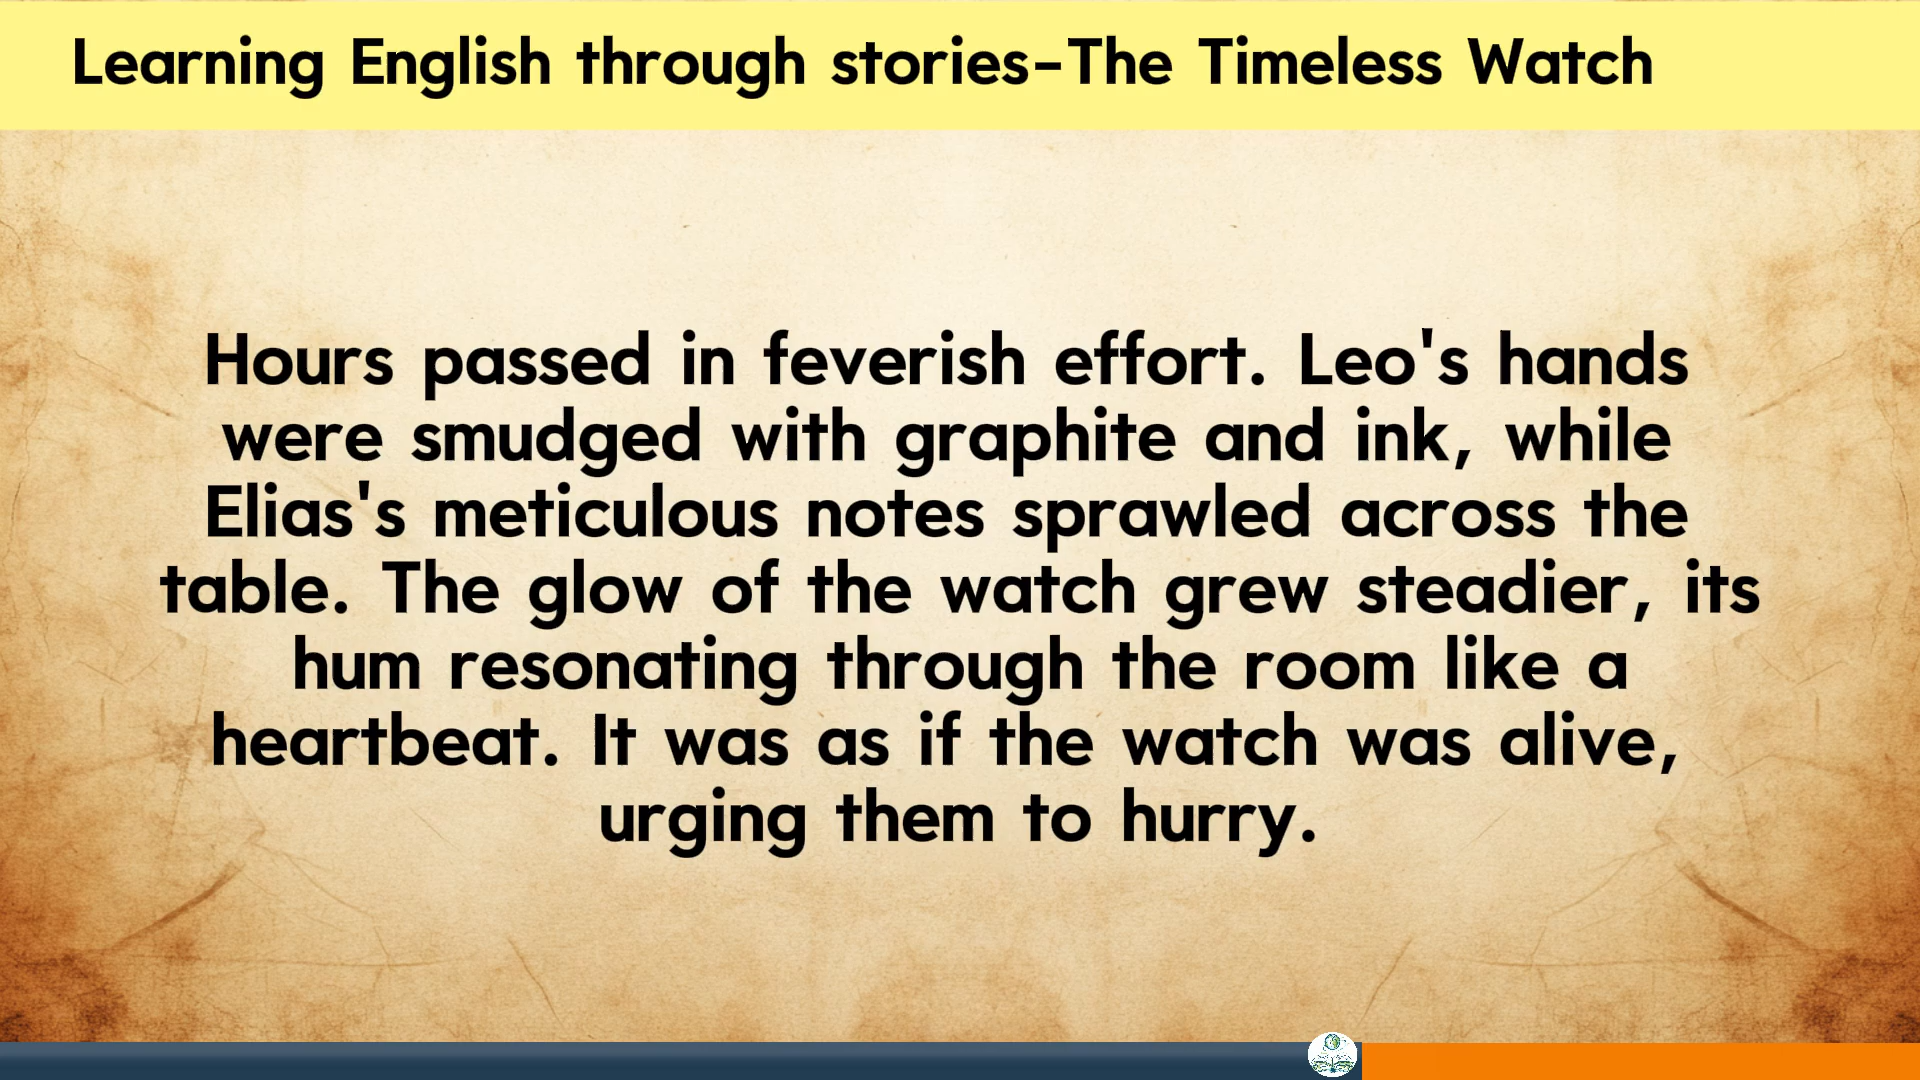 Learning English through stories-The Timeless Watch
Hours passed in feverish effort. Leo's hands
were smudged with graphite and ink, while
Elias's meticulous notes sprawled across the
table. The glow of the watch grew steadier, its
hum resonating through the room like a
heartbeat. It was as if the watch was alive,
urging them to hurry.